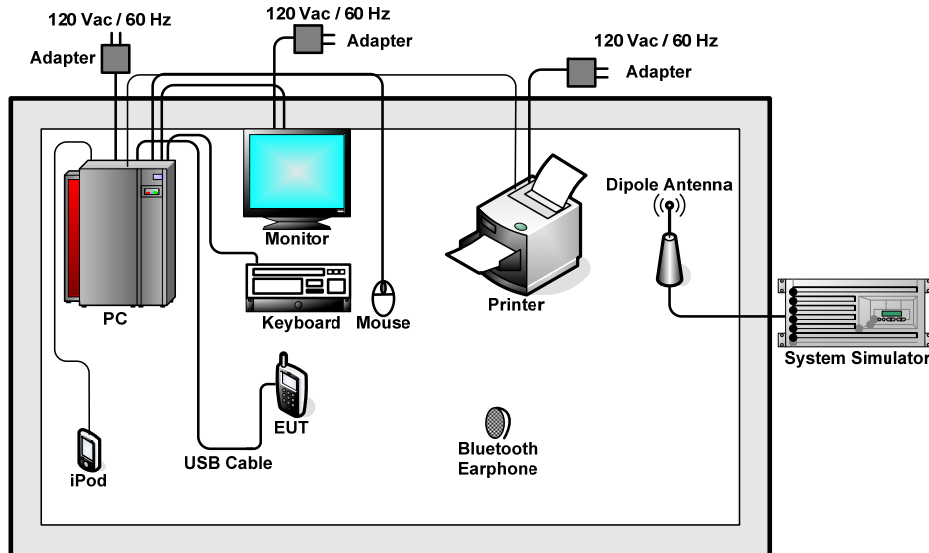 120 Vac / 60 Hz
Adapter
120 Vac / 60 Hz
Adapter
120 Vac / 60 Hz
Adapter
Monitor
Dipole Antenna
PC
Keyboard
Mouse
Printer
System Simulator
EUT
USB Cable
iPod
Bluetooth
Earphone